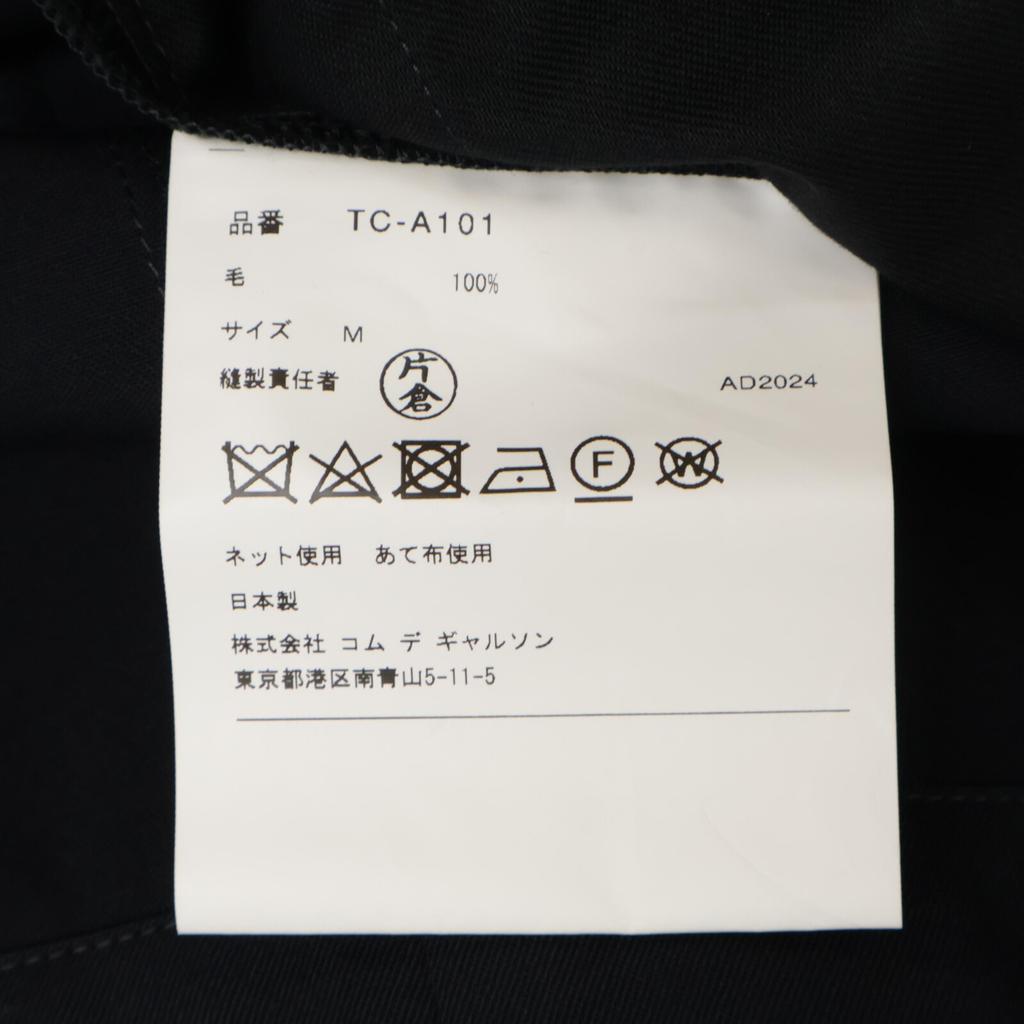 品番 TC-A101
毛 100%
サイズ M
縫製責任者 片倉 AD2024
F W
ネット使用 あて布使用
日本製
株式会社 コム デ ギャルソン
東京都港区南青山5-11-5